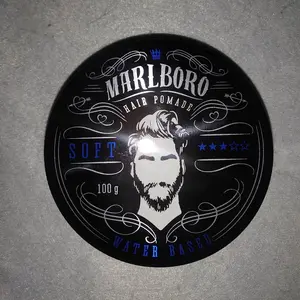 MARLBORO
HAIR POMADE
SOFT
100 g
WATER BASED